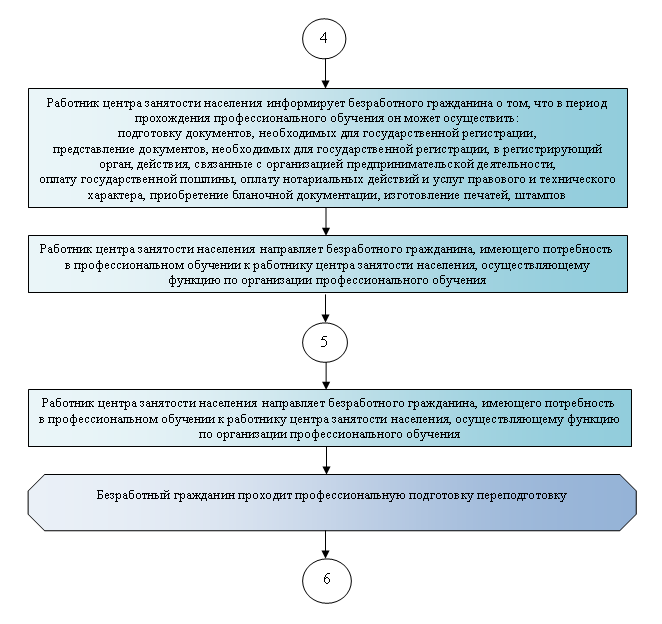 4
Работник центра занятости населения информирует безработного гражданина о том, что в период
прохождения профессионального обучения он может осуществить:
подготовку документов, необходимых для государственной регистрации,
представление документов, необходимых для государственной регистрации, в регистрирующий
орган, действия, связанные с организацией предпринимательской деятельности,
оплату государственной пошлины, оплату нотариальных действий и услуг правового и технического
характера, приобретение бланочной документации, изготовление печатей, штампов
Работник центра занятости населения направляет безработного гражданина, имеющего потребность
в профессиональном обучении к работнику центра занятости населения, осуществляющему
функцию по организации профессионального обучения
5
Работник центра занятости населения направляет безработного гражданина, имеющего потребность
в профессиональном обучении к работнику центра занятости населения, осуществляющему функцию
по организации профессионального обучения
Безработный гражданин проходит профессиональную подготовку переподготовку
6